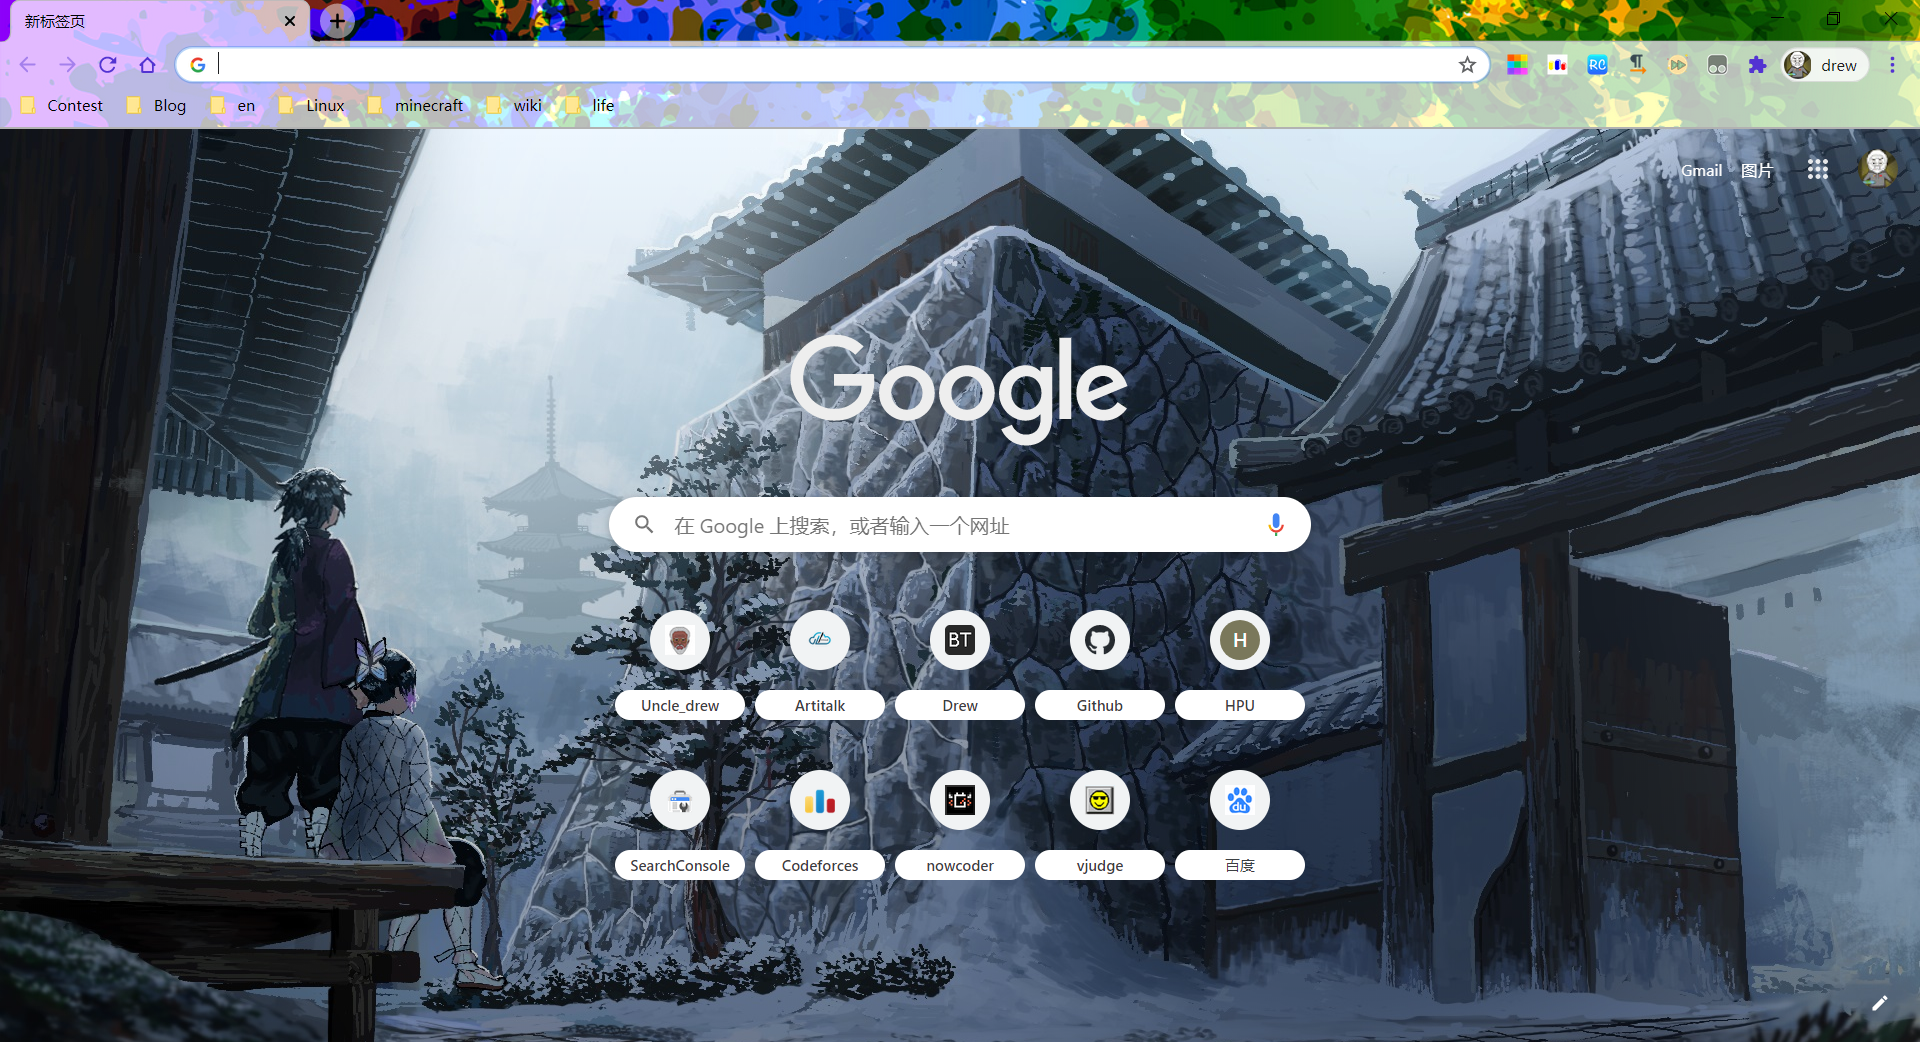 新标签页
RC
drew
Contest Blog en Linux minecraft wiki life
Gmail 图片
Google
在 Google 上搜索，或者输入一个网址
BT H
Uncle_drew Artitalk Drew Github HPU
du
SearchConsole Codeforces nowcoder vjudge 百度